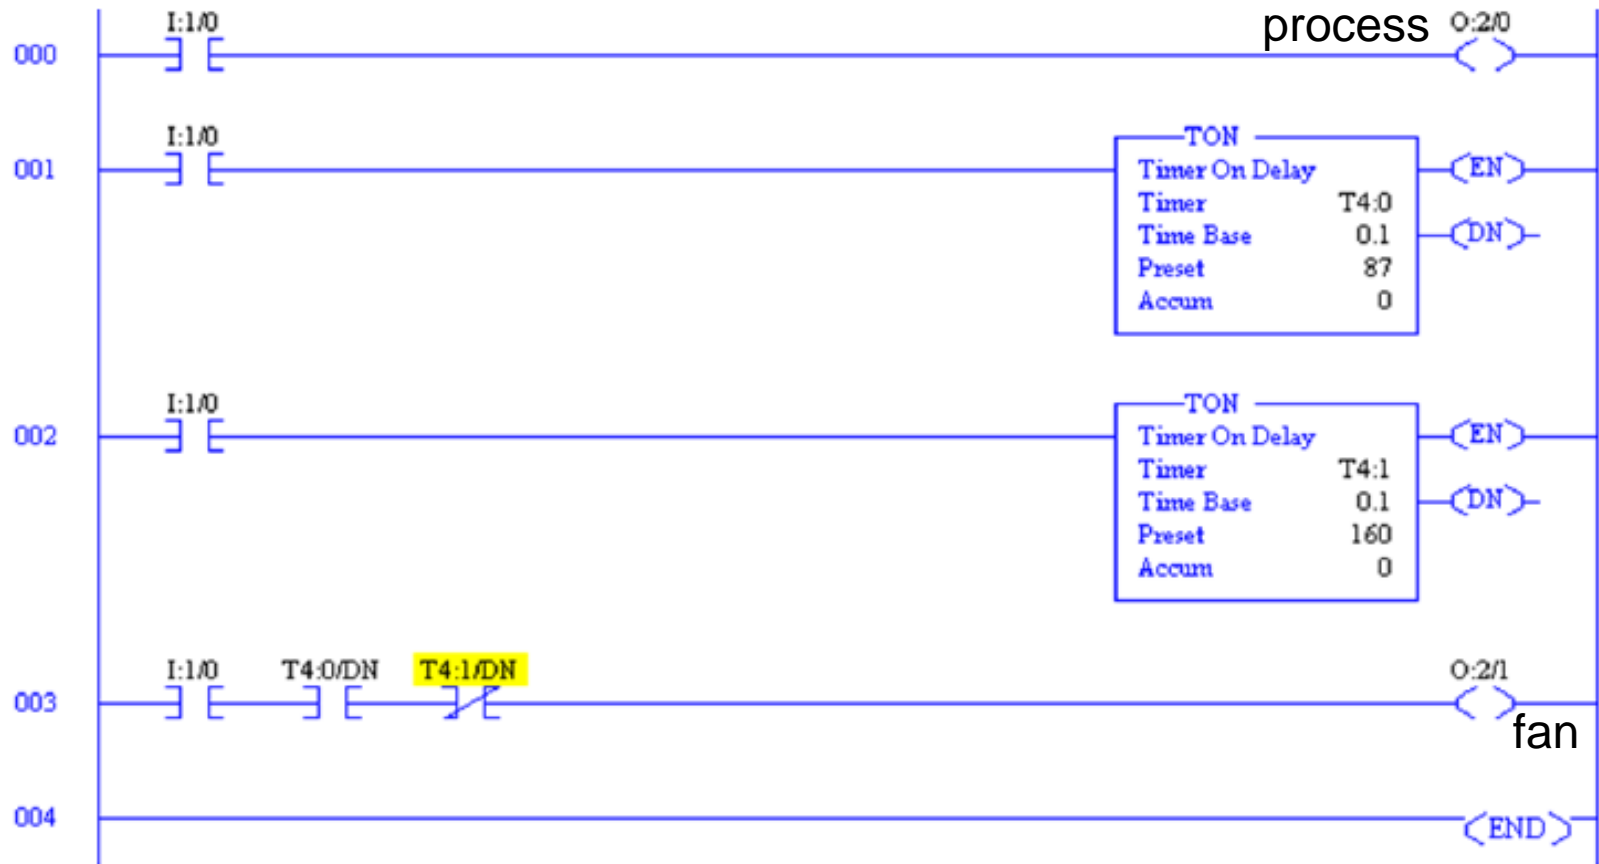 I:1/0 process O:2/0
000
I:1/0 TON
001 Timer On Delay EN
Timer T4:0
Time Base 0.1 DN
Preset 87
Accum 0
I:1/0 TON
002 Timer On Delay EN
Timer T4:1
Time Base 0.1 DN
Preset 160
Accum 0
I:1/0 T4:0/DN T4:1/DN O:2/1
003
fan
004 END